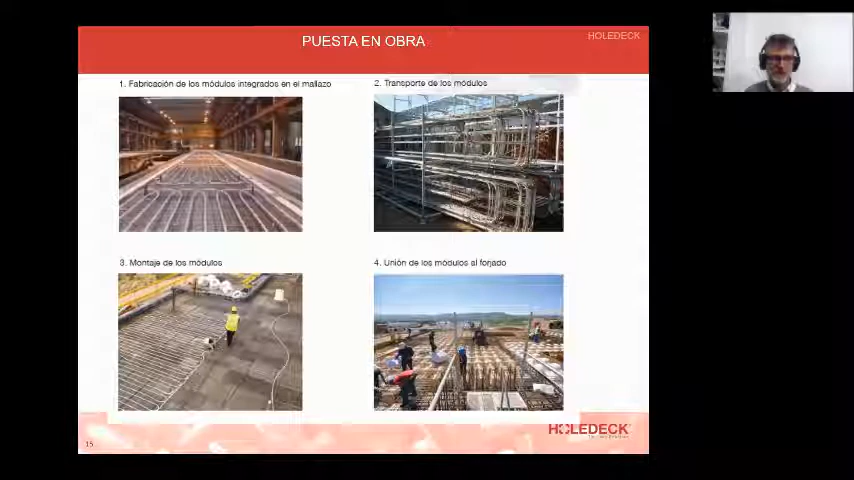 PUESTA EN OBRA
HOLEDECK
1. Fabricación de los módulos integrados en el mallazo
2. Transporte de los módulos
3. Montaje de los módulos
4. Unión de los módulos al forjado
HOLEDECK
15